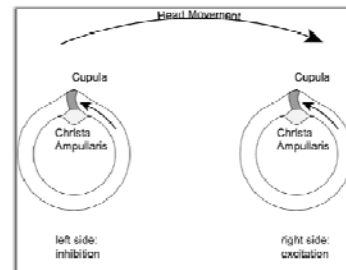 Head Movement
Cupula
Cupula
Christa
Ampullaris
Christa
Ampullaris
left side:
inhibition
right side:
excitation